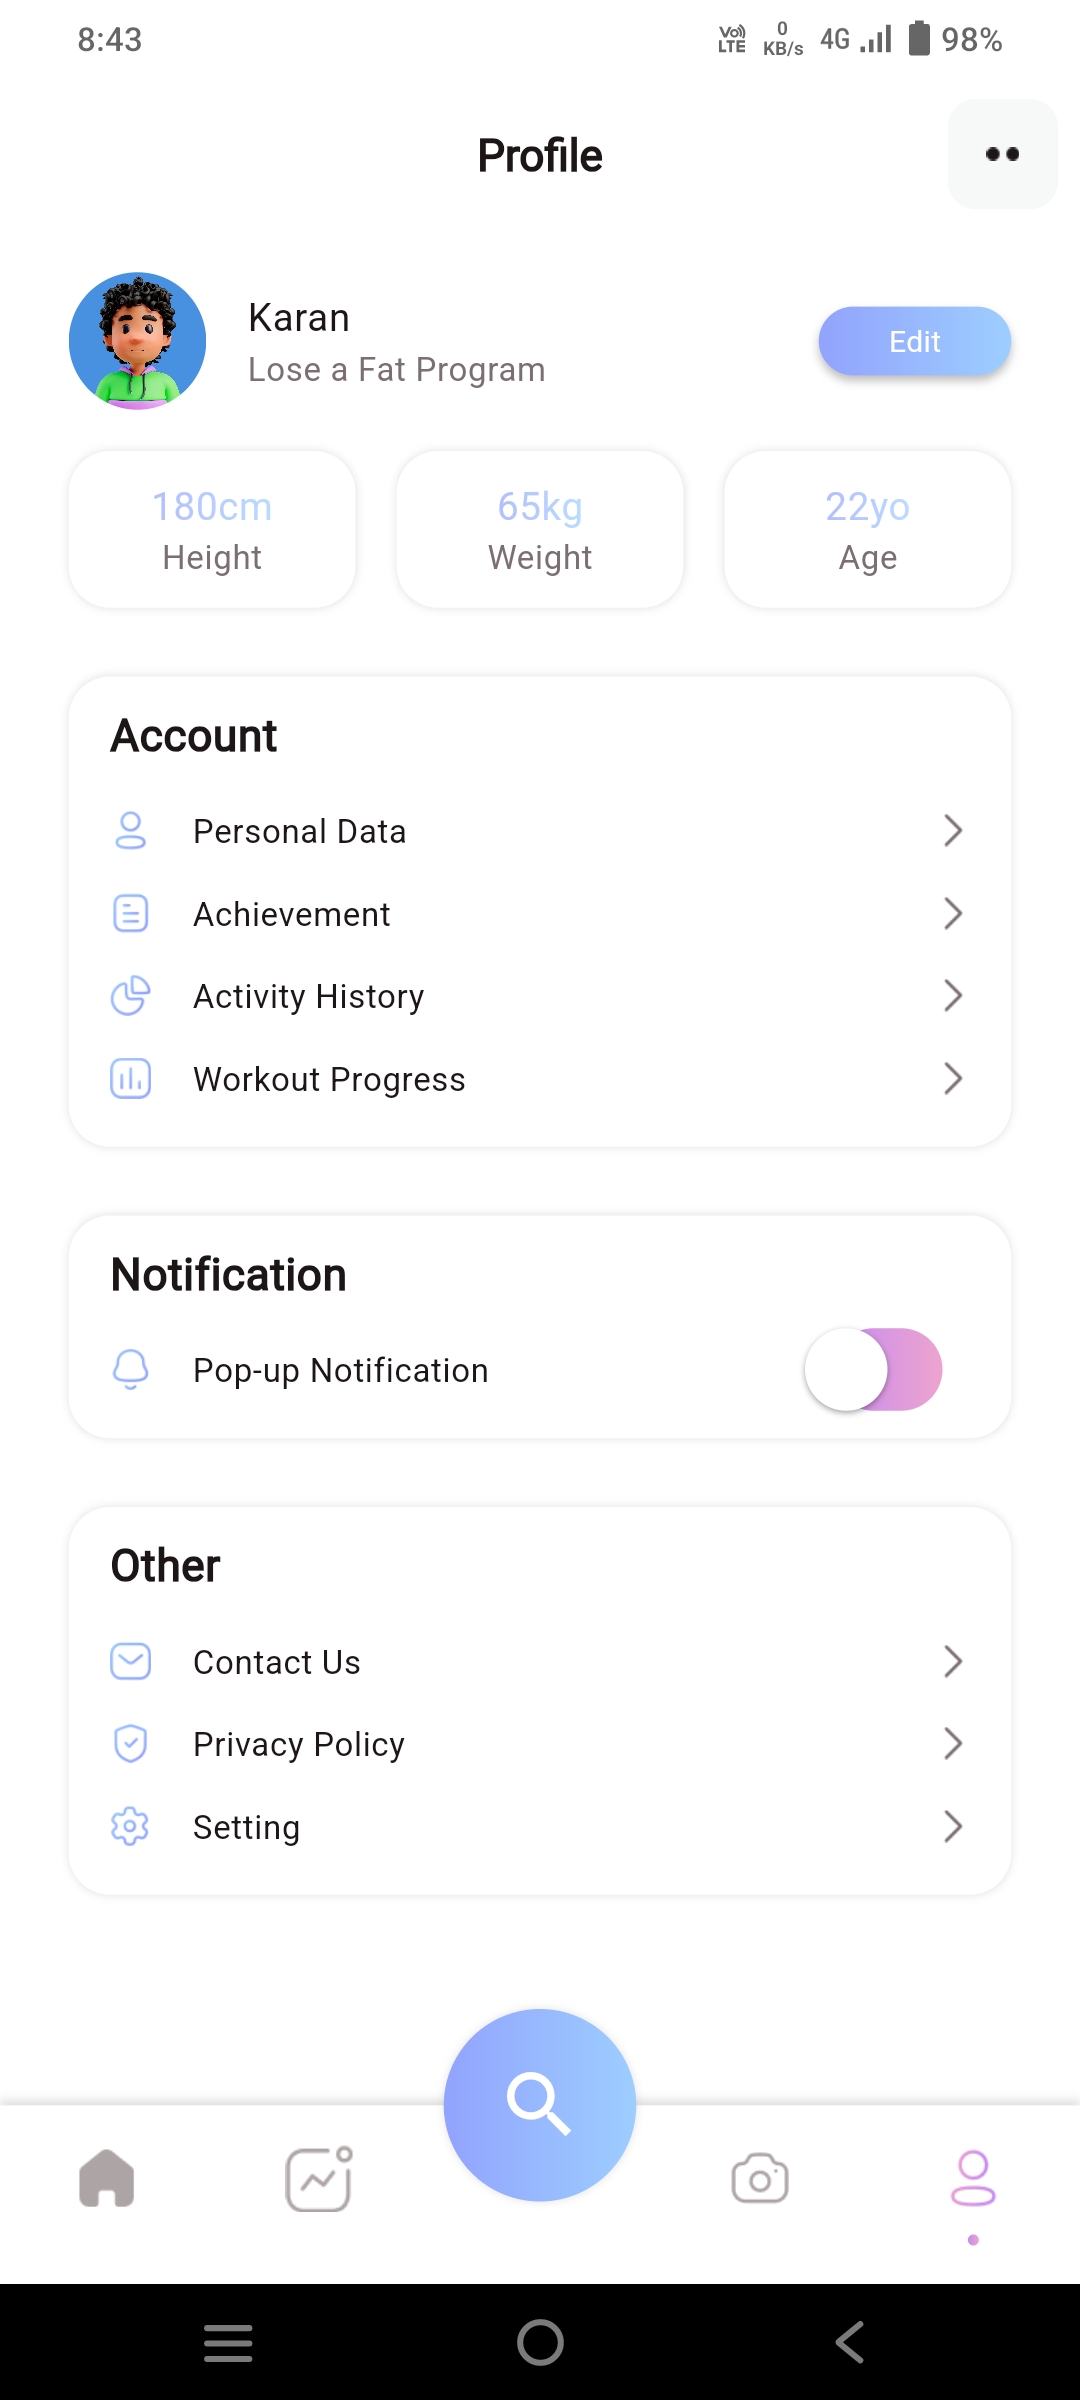 8:43
Vo)) LTE 0 KB/s 4G 98%
Profile
Karan
Lose a Fat Program
Edit
180cm 65kg 22yo
Height Weight Age
Account
Personal Data
Achievement
Activity History
Workout Progress
Notification
Pop-up Notification
Other
Contact Us
Privacy Policy
Setting